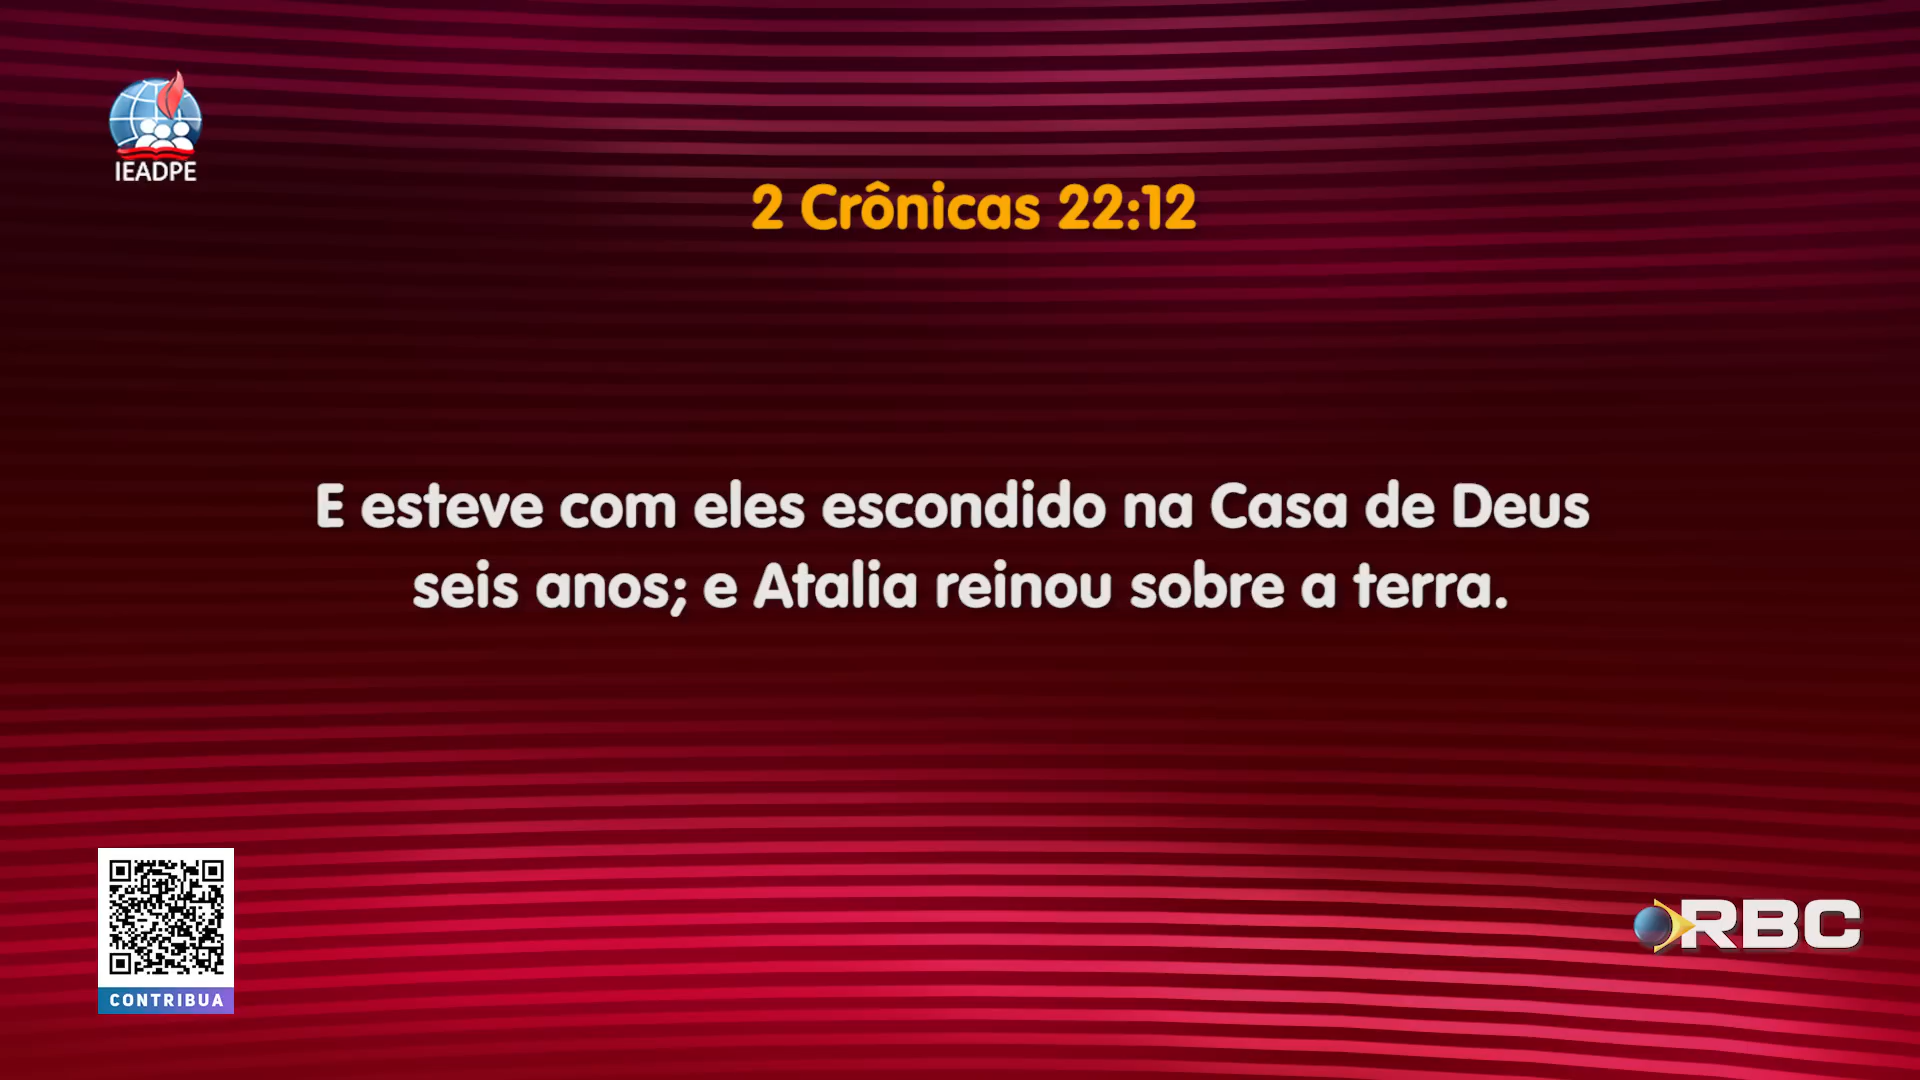 IEADPE
2 Crônicas 22:12
E esteve com eles escondido na Casa de Deus
seis anos; e Atalia reinou sobre a terra.
RBC
CONTRIBUA